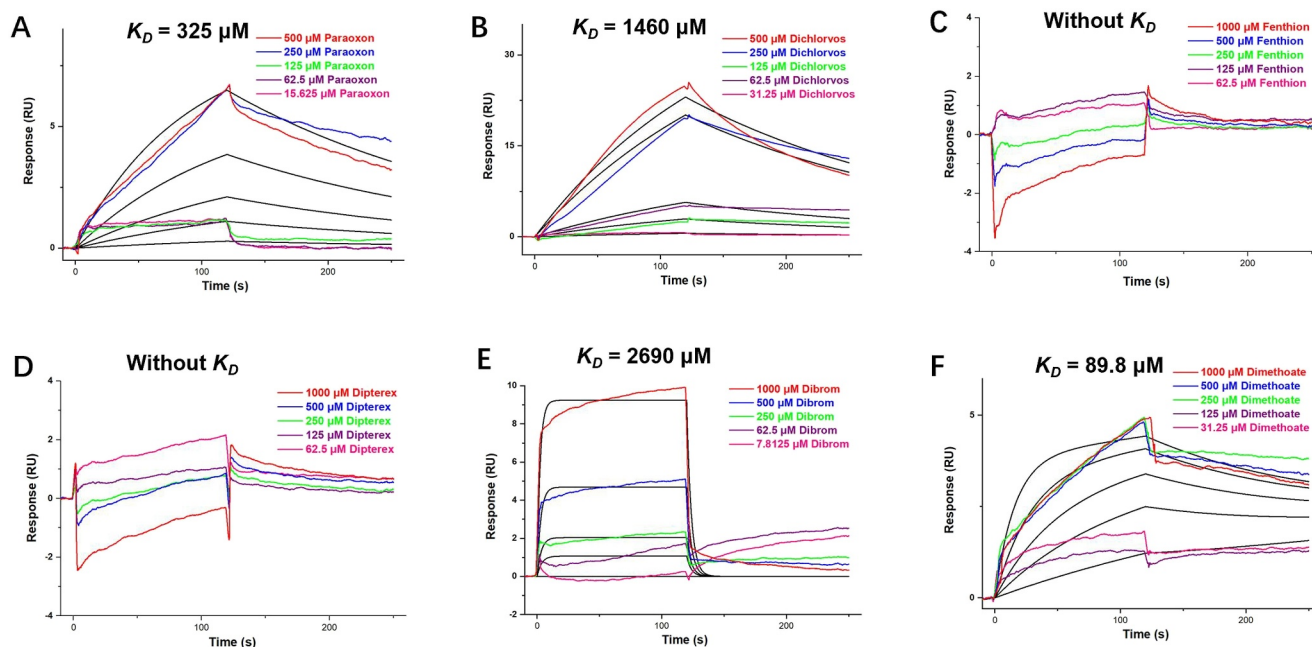 A
K_D = 325 µM
500 µM Paraoxon
250 µM Paraoxon
125 µM Paraoxon
62.5 µM Paraoxon
15.625 µM Paraoxon
Response (RU)
5
0
0
100
200
Time (s)
B
K_D = 1460 µM
500 µM Dichlorvos
250 µM Dichlorvos
125 µM Dichlorvos
62.5 µM Dichlorvos
31.25 µM Dichlorvos
Response (RU)
30
15
0
0
100
200
Time (s)
C
Without K_D
1000 µM Fenthion
500 µM Fenthion
250 µM Fenthion
125 µM Fenthion
62.5 µM Fenthion
Response (RU)
4
2
0
-2
-4
0
100
200
Time (s)
D
Without K_D
1000 µM Dipterex
500 µM Dipterex
250 µM Dipterex
125 µM Dipterex
62.5 µM Dipterex
Response (RU)
4
2
0
-2
-4
0
100
200
Time (s)
E
K_D = 2690 µM
1000 µM Dibrom
500 µM Dibrom
250 µM Dibrom
62.5 µM Dibrom
7.8125 µM Dibrom
Response (RU)
10
8
6
4
2
0
-2
0
100
200
Time (s)
F
K_D = 89.8 µM
1000 µM Dimethoate
500 µM Dimethoate
250 µM Dimethoate
125 µM Dimethoate
31.25 µM Dimethoate
Response (RU)
5
0
0
100
200
Time (s)